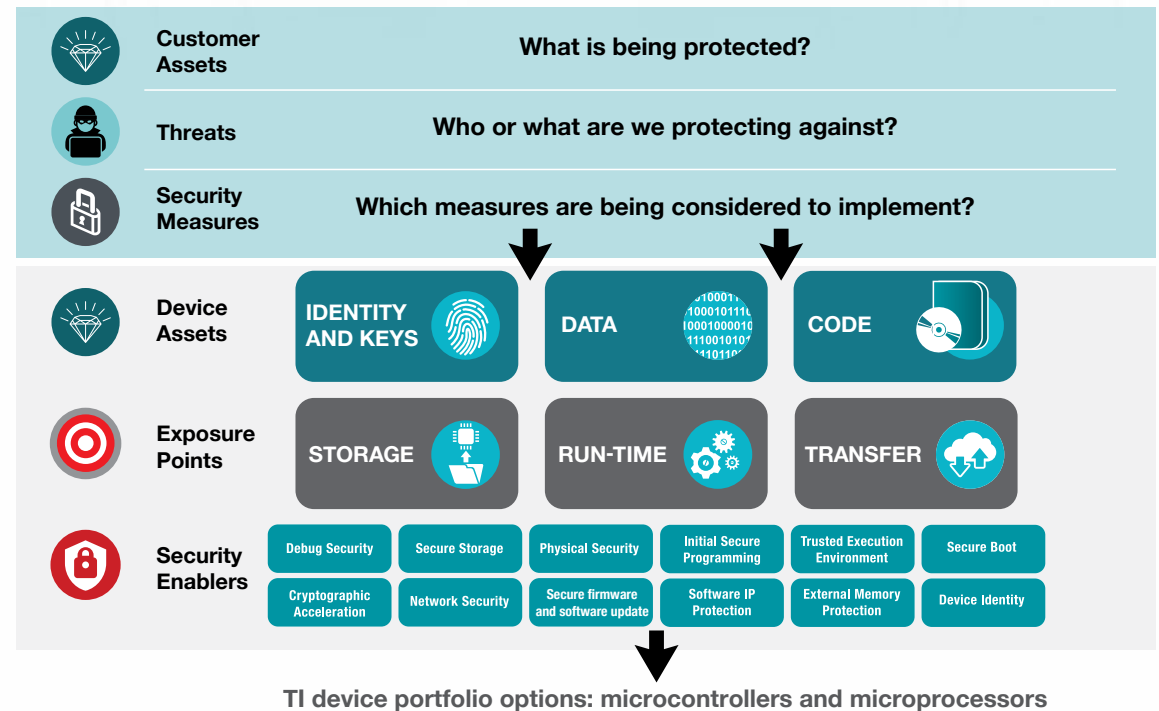 Customer
Assets
What is being protected?
Threats
Who or what are we protecting against?
Security
Measures
Which measures are being considered to implement?
Device
Assets
IDENTITY
AND KEYS
DATA
CODE
Exposure
Points
STORAGE
RUN-TIME
TRANSFER
Security
Enablers
Debug Security
Secure Storage
Physical Security
Initial Secure
Programming
Trusted Execution
Environment
Secure Boot
Cryptographic
Acceleration
Network Security
Secure firmware
and software update
Software IP
Protection
External Memory
Protection
Device Identity
TI device portfolio options: microcontrollers and microprocessors